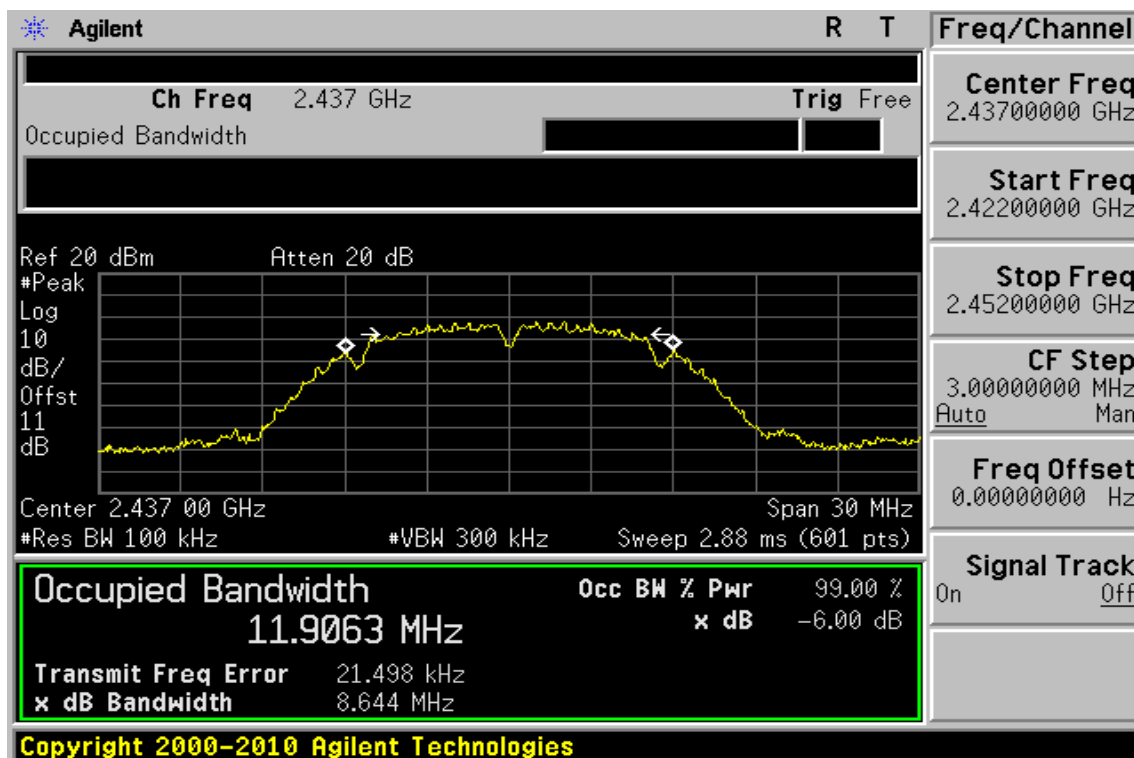 Agilent R T
Ch Freq 2.437 GHz Trig Free
Occupied Bandwidth
Ref 20 dBm Atten 20 dB
#Peak
Log
10
dB/
Offst
11
dB
Center 2.437 00 GHz Span 30 MHz
#Res BW 100 kHz #VBW 300 kHz Sweep 2.88 ms (601 pts)
Occupied Bandwidth
11.9063 MHz
Occ BW % Pwr 99.00 %
x dB -6.00 dB
Transmit Freq Error 21.498 kHz
x dB Bandwidth 8.644 MHz
Copyright 2000-2010 Agilent Technologies
Freq/Channel
Center Freq
2.43700000 GHz
Start Freq
2.42200000 GHz
Stop Freq
2.45200000 GHz
CF Step
3.00000000 MHz
Auto Man
Freq Offset
0.00000000 Hz
Signal Track
On Off